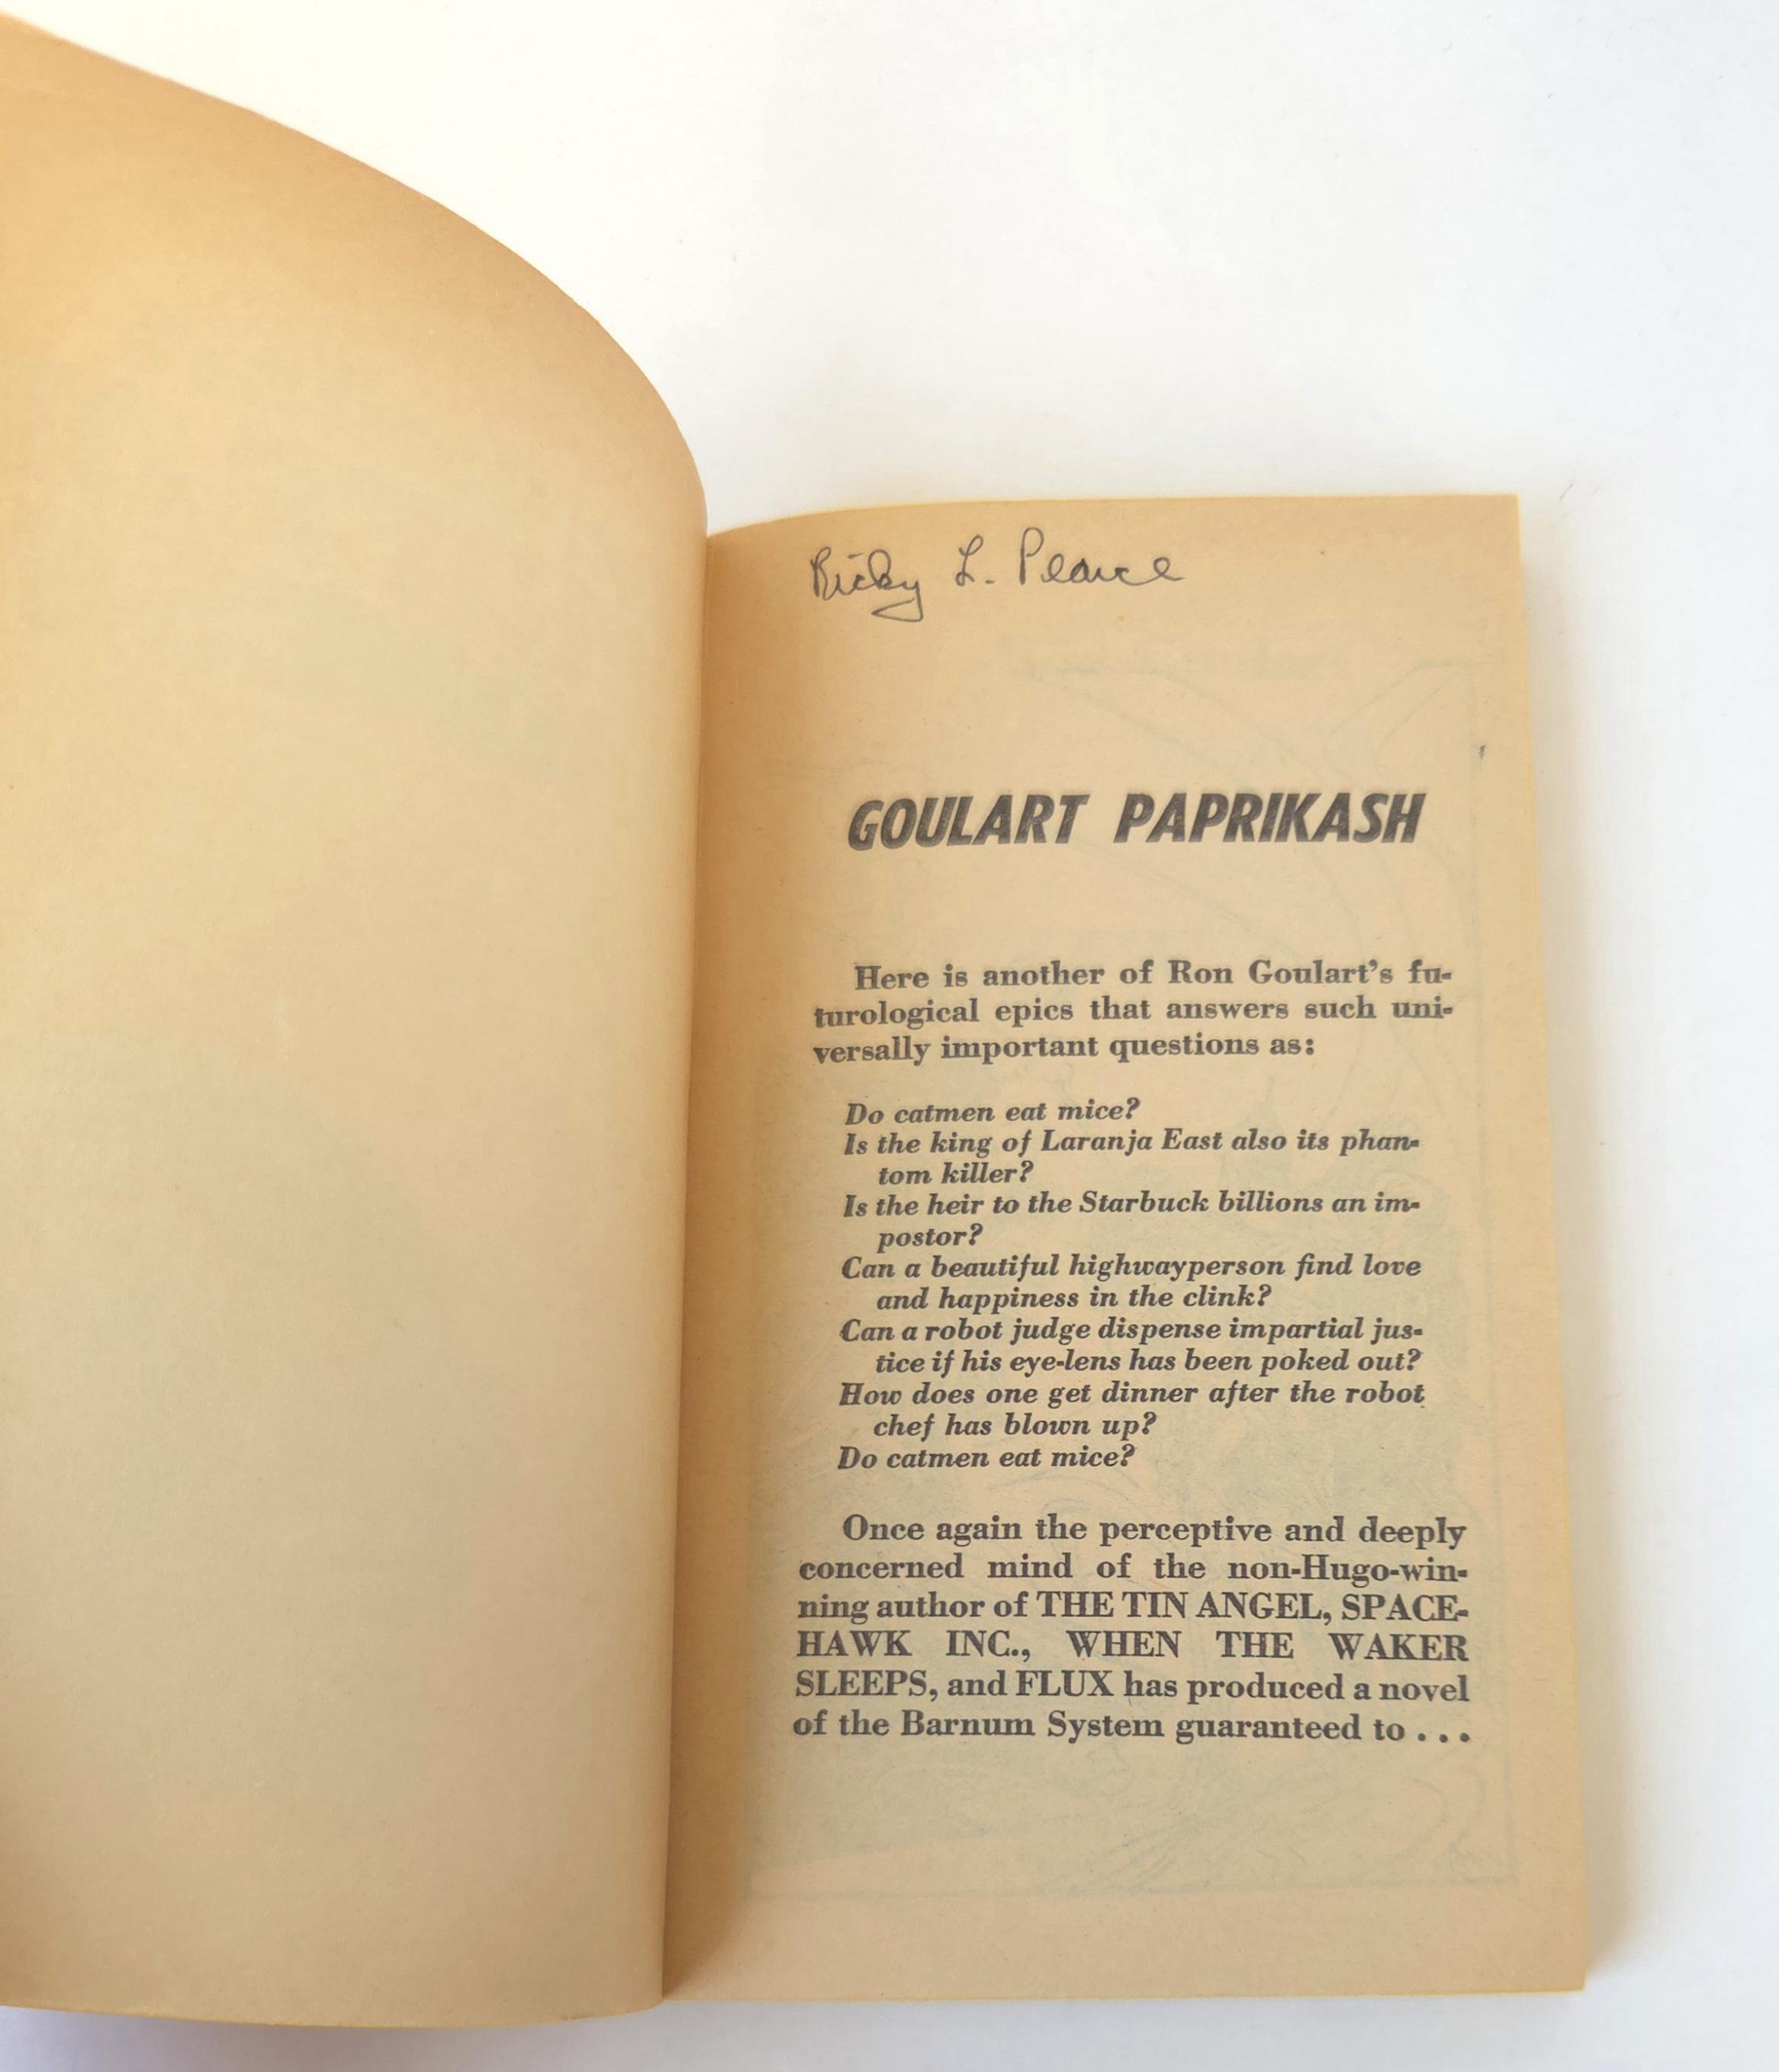 Ricky L. Pearce
GOULART PAPRIKASH
Here is another of Ron Goulart's fu-
turological epics that answers such uni-
versally important questions as:
Do catmen eat mice?
Is the king of Laranja East also its phan-
tom killer?
Is the heir to the Starbuck billions an im-
postor?
Can a beautiful highwayperson find love
and happiness in the clink?
Can a robot judge dispense impartial jus-
tice if his eye-lens has been poked out?
How does one get dinner after the robot
chef has blown up?
Do catmen eat mice?
Once again the perceptive and deeply
concerned mind of the non-Hugo-win-
ning author of THE TIN ANGEL, SPACE-
HAWK INC., WHEN THE WAKER
SLEEPS, and FLUX has produced a novel
of the Barnum System guaranteed to . . .